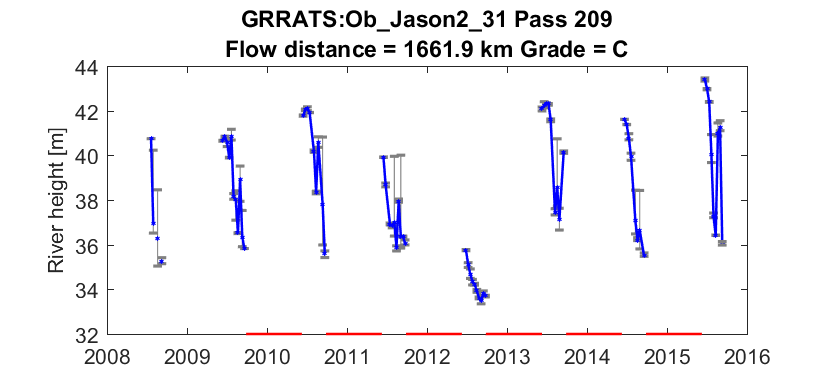 GRRATS:Ob_Jason2_31 Pass 209
Flow distance = 1661.9 km Grade = C
River height [m]
44
42
40
38
36
34
32
2008 2009 2010 2011 2012 2013 2014 2015 2016